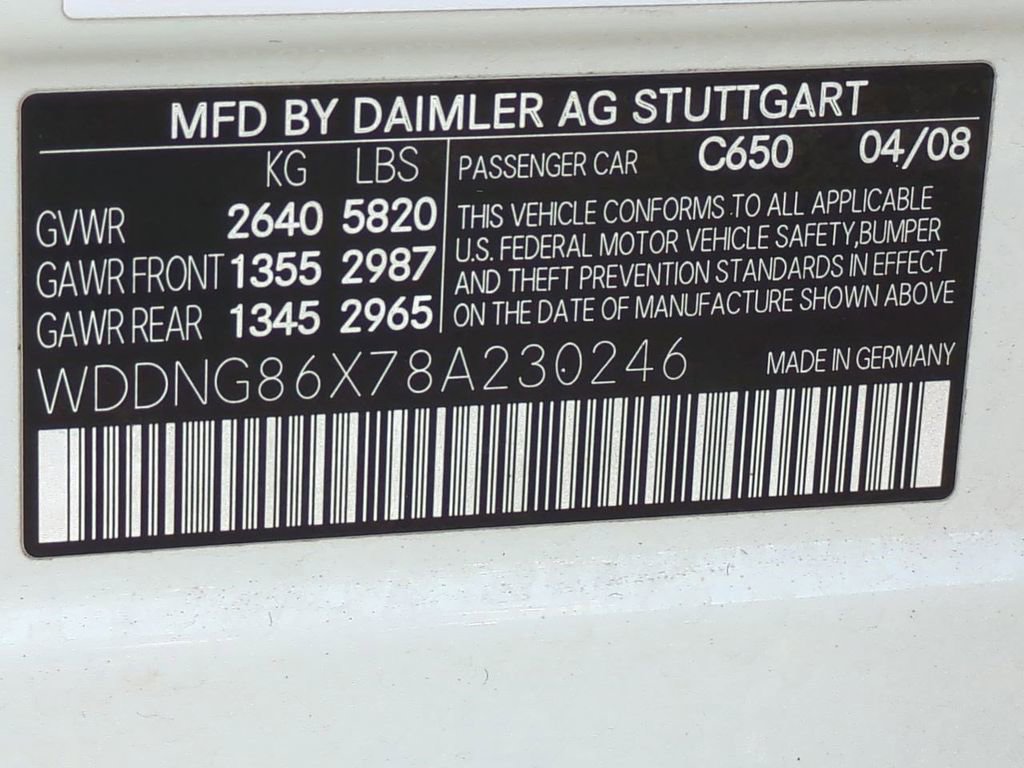 MFD BY DAIMLER AG STUTTGART
KG LBS
GVWR 2640 5820
GAWR FRONT 1355 2987
GAWR REAR 1345 2965
PASSENGER CAR C650 04/08
THIS VEHICLE CONFORMS TO ALL APPLICABLE
U.S. FEDERAL MOTOR VEHICLE SAFETY,BUMPER
AND THEFT PREVENTION STANDARDS IN EFFECT
ON THE DATE OF MANUFACTURE SHOWN ABOVE
WDDNG86X78A230246 MADE IN GERMANY